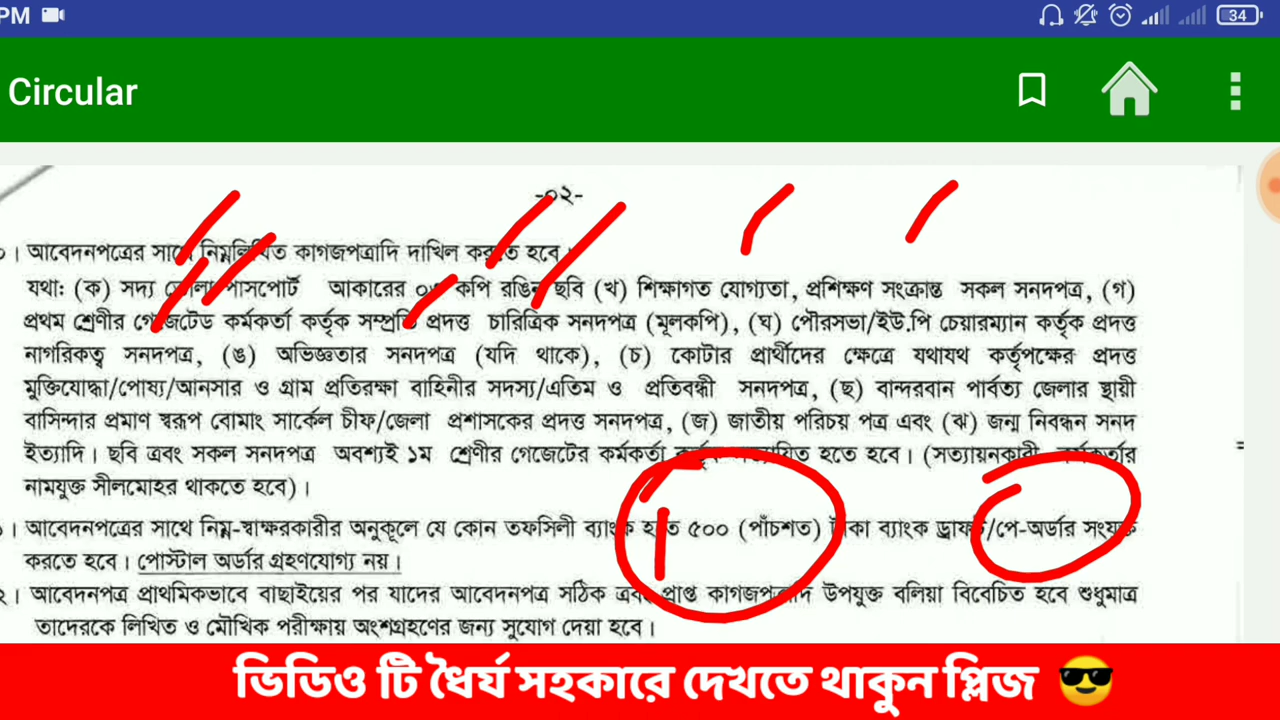 PM
34
Circular
-০২-
০। আবেদনপত্রের সাথে নিম্নলিখিত কাগজপত্রাদি দাখিল করতে হবে।
যথা: (ক) সদ্য তোলা পাসপোর্ট আকারের কপি রঙিন ছবি (খ) শিক্ষাগত যোগ্যতা, প্রশিক্ষণ সংক্রান্ত সকল সনদপত্র, (গ)
প্রথম শ্রেণীর গেজেটেড কর্মকর্তা কর্তৃক সম্প্রতি প্রদত্ত চারিত্রিক সনদপত্র (মূলকপি), (ঘ) পৌরসভা/ইউ.পি চেয়ারম্যান কর্তৃক প্রদত্ত
নাগরিকত্ব সনদপত্র, (ঙ) অভিজ্ঞতার সনদপত্র (যদি থাকে), (চ) কোটার প্রার্থীদের ক্ষেত্রে যথাযথ কর্তৃপক্ষের প্রদত্ত
মুক্তিযোদ্ধা/পোষ্য/আনসার ও গ্রাম প্রতিরক্ষা বাহিনীর সদস্য/এতিম ও প্রতিবন্ধী সনদপত্র, (ছ) বান্দরবান পার্বত্য জেলার স্থায়ী
বাসিন্দার প্রমাণ স্বরূপ বোমাং সার্কেল চীফ/জেলা প্রশাসকের প্রদত্ত সনদপত্র, (জ) জাতীয় পরিচয় পত্র এবং (ঝ) জন্ম নিবন্ধন সনদ
ইত্যাদি। ছবি এবং সকল সনদপত্র অবশ্যই ১ম শ্রেণীর গেজেটের কর্মকর্তা কর্তৃক সত্যায়িত হতে হবে। (সত্যায়নকারী কর্মকর্তার
নামযুক্ত সীলমোহর থাকতে হবে)।
১। আবেদনপত্রের সাথে নিম্ন-স্বাক্ষরকারীর অনুকূলে যে কোন তফসিলী ব্যাংক হতে ৫০০ (পাঁচশত) টাকা ব্যাংক ড্রাফট/পে-অর্ডার সংযুক্ত
করতে হবে। পোস্টাল অর্ডার গ্রহণযোগ্য নয়।
২। আবেদনপত্র প্রাথমিকভাবে বাছাইয়ের পর যাদের আবেদনপত্র সঠিক এবং প্রাপ্ত কাগজপত্রাদি উপযুক্ত বলিয়া বিবেচিত হবে শুধুমাত্র
তাদেরকে লিখিত ও মৌখিক পরীক্ষায় অংশগ্রহণের জন্য সুযোগ দেয়া হবে।
ভিডিও টি ধৈর্য সহকারে দেখতে থাকুন প্লিজ 😎